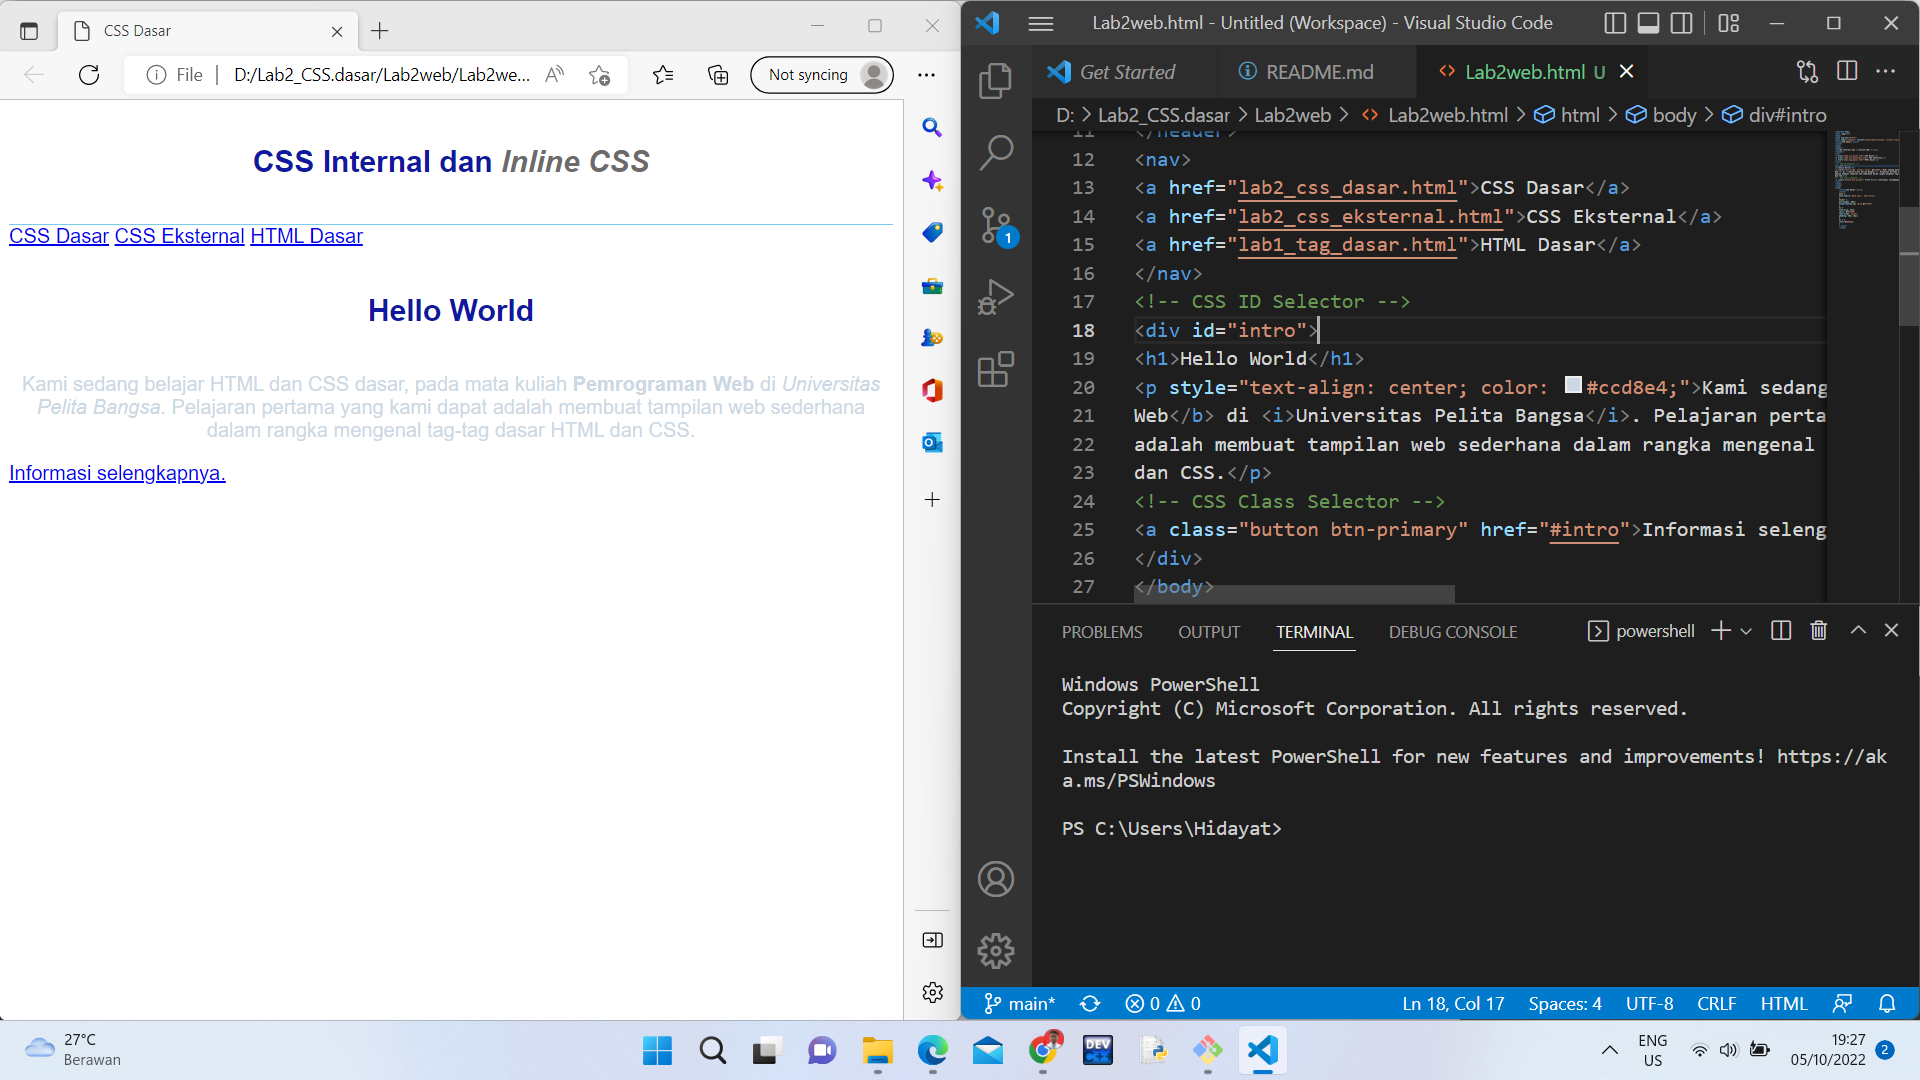 CSS Dasar
File
D:/Lab2_CSS.dasar/Lab2web/Lab2we...
Not syncing
CSS Internal dan Inline CSS
CSS Dasar CSS Eksternal HTML Dasar
Hello World
Kami sedang belajar HTML dan CSS dasar, pada mata kuliah Pemrograman Web di Universitas
Pelita Bangsa. Pelajaran pertama yang kami dapat adalah membuat tampilan web sederhana
dalam rangka mengenal tag-tag dasar HTML dan CSS.
Informasi selengkapnya.
Lab2web.html - Untitled (Workspace) - Visual Studio Code
Get Started
README.md
Lab2web.html U
D: > Lab2_CSS.dasar > Lab2web > Lab2web.html > html > body > div#intro
11 </header>
12 <nav>
13 <a href="lab2_css_dasar.html">CSS Dasar</a>
14 <a href="lab2_css_eksternal.html">CSS Eksternal</a>
15 <a href="lab1_tag_dasar.html">HTML Dasar</a>
16 </nav>
17 <!-- CSS ID Selector -->
18 <div id="intro">
19 <h1>Hello World</h1>
20 <p style="text-align: center; color: #ccd8e4;">Kami sedang
21 Web</b> di <i>Universitas Pelita Bangsa</i>. Pelajaran perta
22 adalah membuat tampilan web sederhana dalam rangka mengenal
23 dan CSS.</p>
24 <!-- CSS Class Selector -->
25 <a class="button btn-primary" href="#intro">Informasi seleng
26 </div>
27 </body>
1
PROBLEMS OUTPUT TERMINAL DEBUG CONSOLE powershell
Windows PowerShell
Copyright (C) Microsoft Corporation. All rights reserved.
Install the latest PowerShell for new features and improvements! https://ak
a.ms/PSWindows
PS C:\Users\Hidayat>
main* 0 0 Ln 18, Col 17 Spaces: 4 UTF-8 CRLF HTML
27°C
Berawan
DEV
C++
ENG
US
19:27
05/10/2022
2